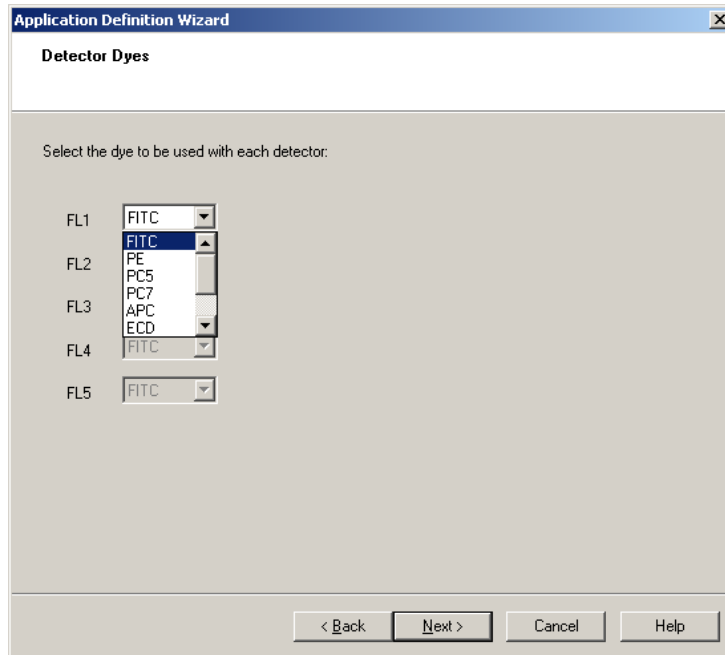 Application Definition Wizard
Detector Dyes
Select the dye to be used with each detector:
FL1 FITC
FITC
FL2 PE
PC5
PC7
FL3 APC
ECD
FL4 FITC
FL5 FITC
< Back Next > Cancel Help